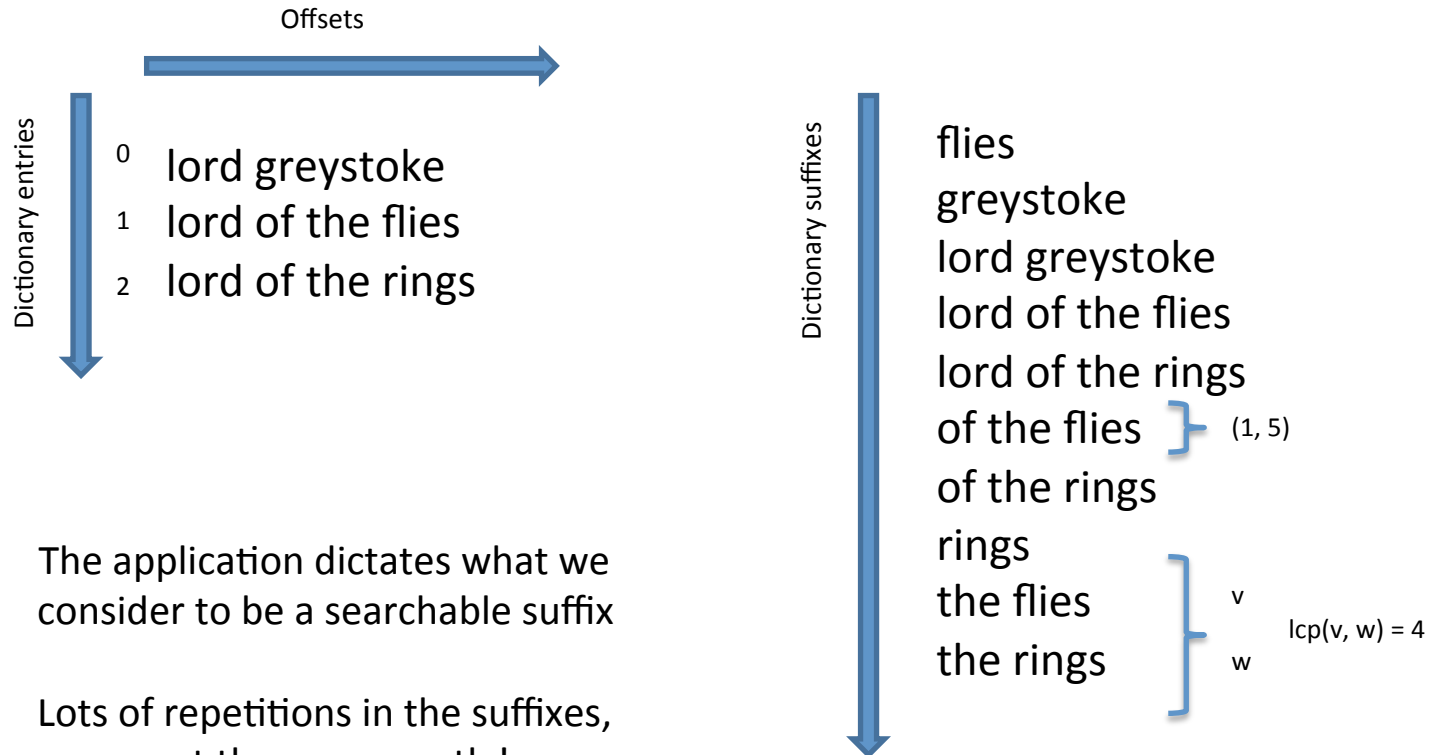 Offsets
Dictionary entries
0 lord greystoke
1 lord of the flies
2 lord of the rings
The application dictates what we
consider to be a searchable suffix
Lots of repetitions in the suffixes,
Dictionary suffixes
flies
greystoke
lord greystoke
lord of the flies
lord of the rings
of the flies (1, 5)
of the rings
rings
the flies v
lcp(v, w) = 4
the rings w